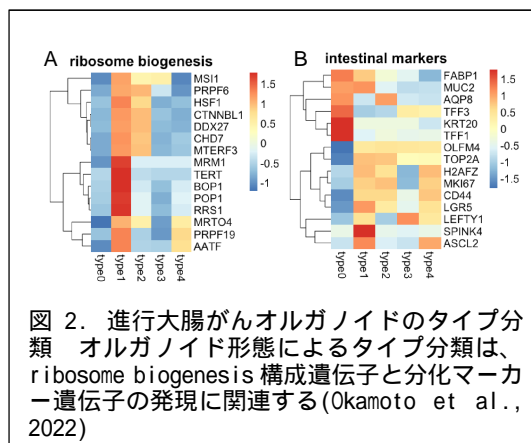 A ribosome biogenesis
MSI1
PRPF6
HSF1
CTNNBL1
DDX27
CHD7
MTERF3
MRM1
TERT
BOP1
POP1
RRS1
MRTO4
PRPF19
AATF
1.5
1
0.5
0
-0.5
-1
type0
type1
type2
type3
type4
B intestinal markers
FABP1
MUC2
AQP8
TFF3
KRT20
TFF1
OLFM4
TOP2A
H2AFZ
MKI67
CD44
LGR5
LEFTY1
SPINK4
ASCL2
1.5
1
0.5
0
-0.5
-1
-1.5
type0
type1
type2
type3
type4
図 2. 進行大腸がんオルガノイドのタイプ分
類 オルガノイド形態によるタイプ分類は、
ribosome biogenesis 構成遺伝子と分化マーカ
ー遺伝子の発現に関連する(Okamoto et al.,
2022)